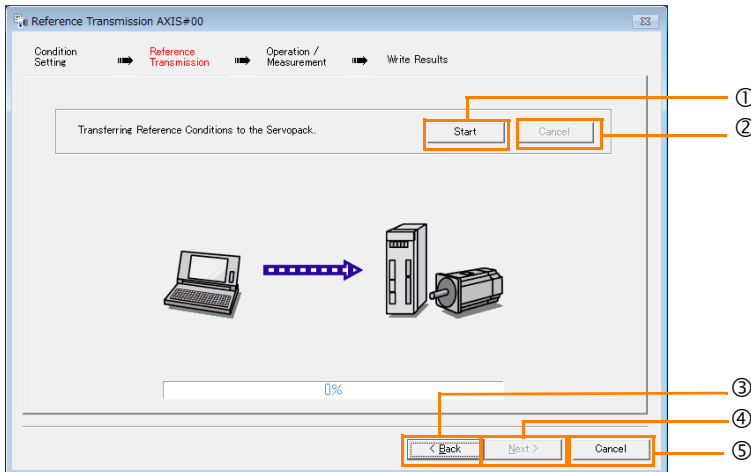 Reference Transmission AXIS#00
Condition
Setting
Reference
Transmission
Operation /
Measurement
Write Results
Transferring Reference Conditions to the Servopack.
Start
Cancel
①
②
0%
③
④
⑤
< Back
Next >
Cancel